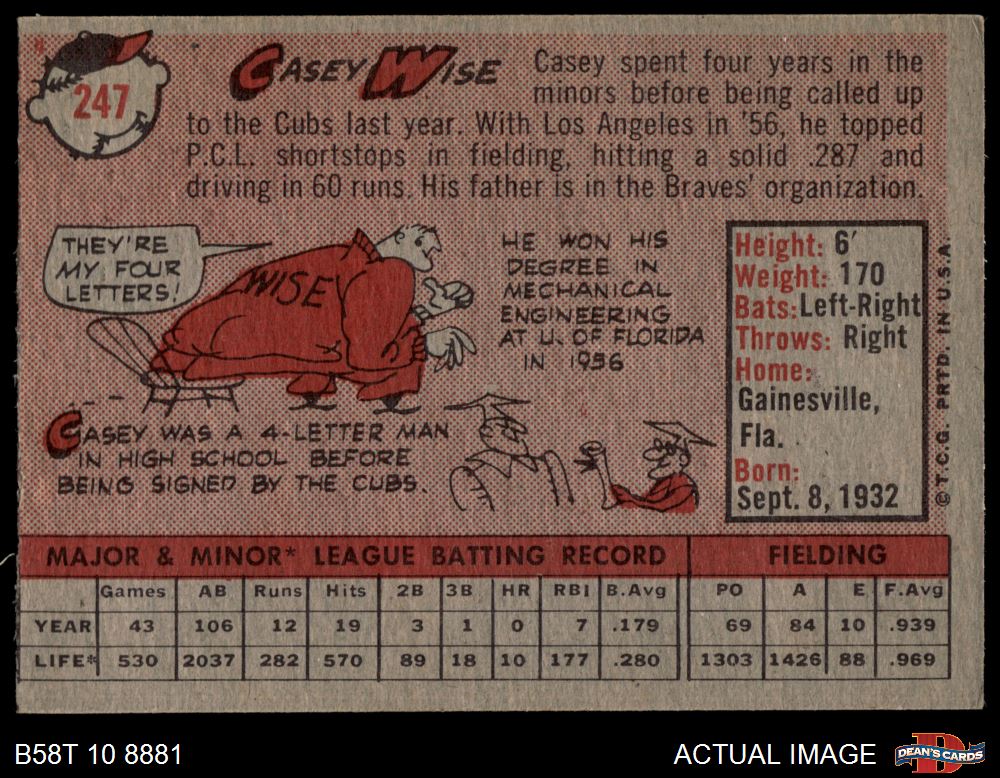 247
CASEY WISE
Casey spent four years in the
minors before being called up
to the Cubs last year. With Los Angeles in '56, he topped
P.C.L. shortstops in fielding, hitting a solid .287 and
driving in 60 runs. His father is in the Braves' organization.
THEY'RE
MY FOUR
LETTERS!
WISE
HE WON HIS
DEGREE IN
MECHANICAL
ENGINEERING
AT U. OF FLORIDA
IN 1956
CASEY WAS A 4-LETTER MAN
IN HIGH SCHOOL BEFORE
BEING SIGNED BY THE CUBS.
Height: 6'
Weight: 170
Bats: Left-Right
Throws: Right
Home:
Gainesville,
Fla.
Born:
Sept. 8, 1932
© T.C.G. PRTD. IN U.S.A.
MAJOR & MINOR* LEAGUE BATTING RECORD FIELDING
Games AB Runs Hits 2B 3B HR RBI B.Avg PO A E F.Avg
YEAR 43 106 12 19 3 1 0 7 .179 69 84 10 .939
LIFE* 530 2037 282 570 89 18 10 177 .280 1303 1426 88 .969
B58T 10 8881
ACTUAL IMAGE
D
DEAN'S CARDS